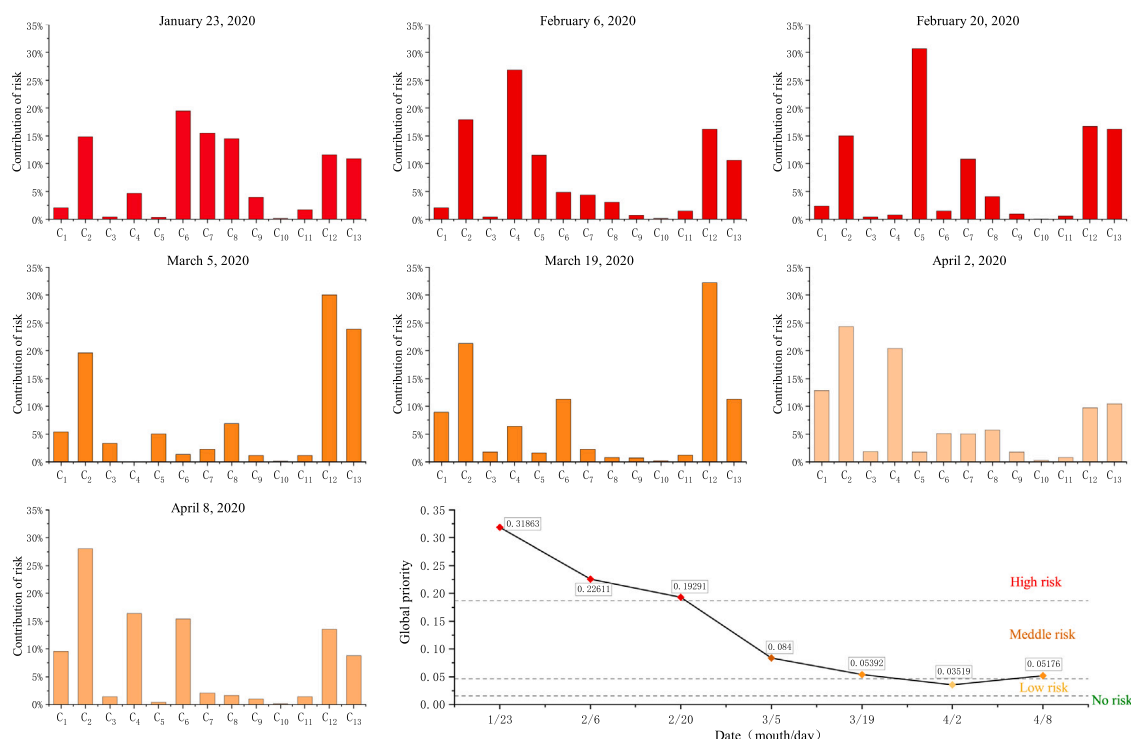 January 23, 2020
Contribution of risk
35%
30%
25%
20%
15%
10%
5%
0%
C₁ C₂ C₃ C₄ C₅ C₆ C₇ C₈ C₉ C₁₀ C₁₁ C₁₂ C₁₃
February 6, 2020
Contribution of risk
35%
30%
25%
20%
15%
10%
5%
0%
C₁ C₂ C₃ C₄ C₅ C₆ C₇ C₈ C₉ C₁₀ C₁₁ C₁₂ C₁₃
February 20, 2020
Contribution of risk
35%
30%
25%
20%
15%
10%
5%
0%
C₁ C₂ C₃ C₄ C₅ C₆ C₇ C₈ C₉ C₁₀ C₁₁ C₁₂ C₁₃
March 5, 2020
Contribution of risk
35%
30%
25%
20%
15%
10%
5%
0%
C₁ C₂ C₃ C₄ C₅ C₆ C₇ C₈ C₉ C₁₀ C₁₁ C₁₂ C₁₃
March 19, 2020
Contribution of risk
35%
30%
25%
20%
15%
10%
5%
0%
C₁ C₂ C₃ C₄ C₅ C₆ C₇ C₈ C₉ C₁₀ C₁₁ C₁₂ C₁₃
April 2, 2020
Contribution of risk
35%
30%
25%
20%
15%
10%
5%
0%
C₁ C₂ C₃ C₄ C₅ C₆ C₇ C₈ C₉ C₁₀ C₁₁ C₁₂ C₁₃
April 8, 2020
Contribution of risk
35%
30%
25%
20%
15%
10%
5%
0%
C₁ C₂ C₃ C₄ C₅ C₆ C₇ C₈ C₉ C₁₀ C₁₁ C₁₂ C₁₃
Global priority
0.35
0.30
0.25
0.20
0.15
0.10
0.05
0.00
0.31863
0.22611
0.19291
0.084
0.05392
0.03519
0.05176
High risk
Meddle risk
Low risk
No risk
1/23 2/6 2/20 3/5 3/19 4/2 4/8
Date（mouth/day）